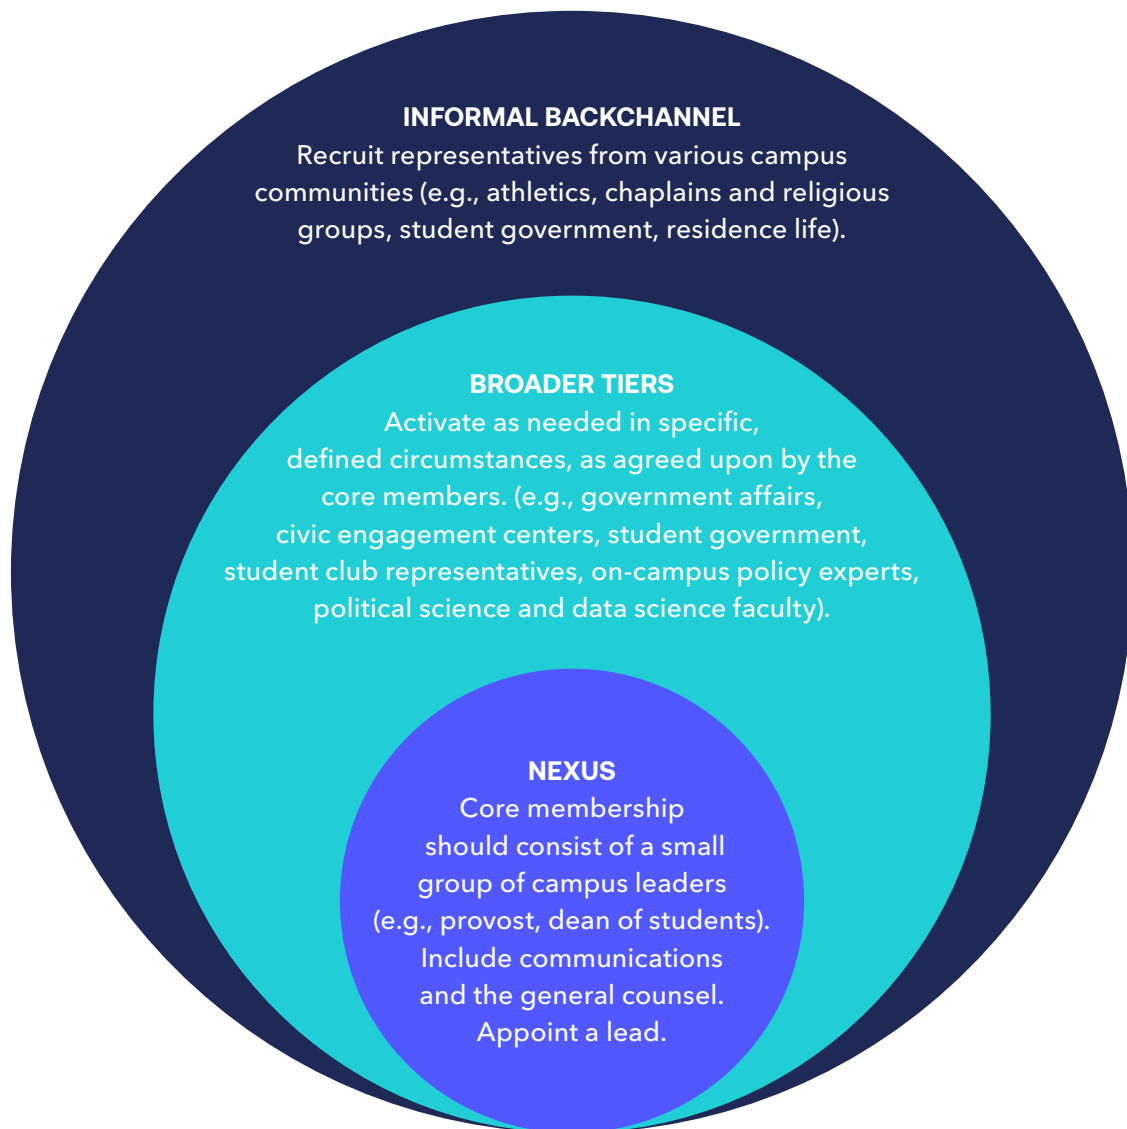 INFORMAL BACKCHANNEL
Recruit representatives from various campus
communities (e.g., athletics, chaplains and religious
groups, student government, residence life).
BROADER TIERS
Activate as needed in specific,
defined circumstances, as agreed upon by the
core members. (e.g., government affairs,
civic engagement centers, student government,
student club representatives, on-campus policy experts,
political science and data science faculty).
NEXUS
Core membership
should consist of a small
group of campus leaders
(e.g., provost, dean of students).
Include communications
and the general counsel.
Appoint a lead.